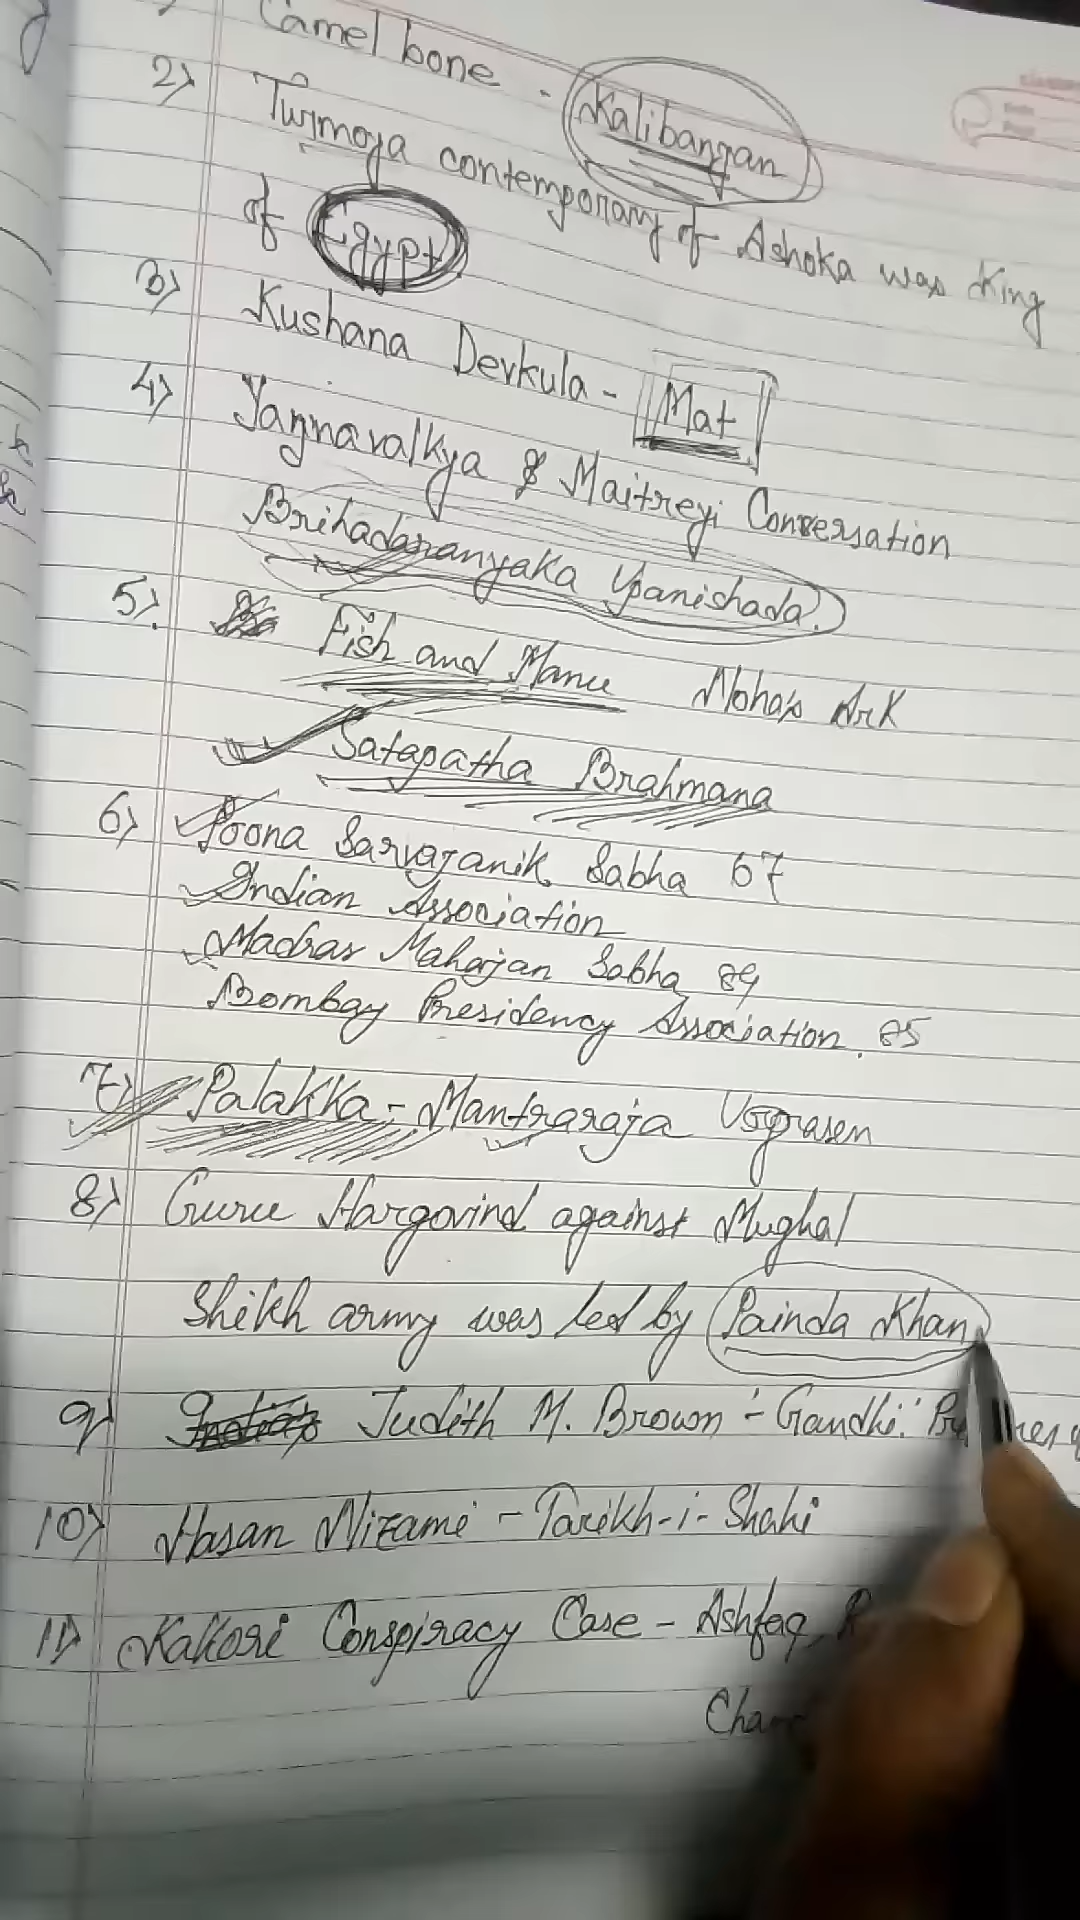 Camel bone - Kalibangan
2) Turmoya contemporary of Ashoka was King
of Egypt
3) Kushana Devkula - Mat
4) Yagnavalkya & Maitreyi Conversation
Brihadaranyaka Upanishada.
5) Fish and Manu Noha's Ark
Satapatha Brahmana
6) Poona Sarvajanik Sabha 67
Indian Association
Madras Mahajan Sabha 84
Bombay Presidency Association. 85
7) Palakka - Mantraraja Ugrasen
8) Guru Hargovind against Mughal
Shikh army was led by Painda Khan
9) Judith M. Brown - Gandhi:
10) Hasan Nizami - Tarikh-i-Shahi
11) Kakori Conspiracy Case - Ashfaq,